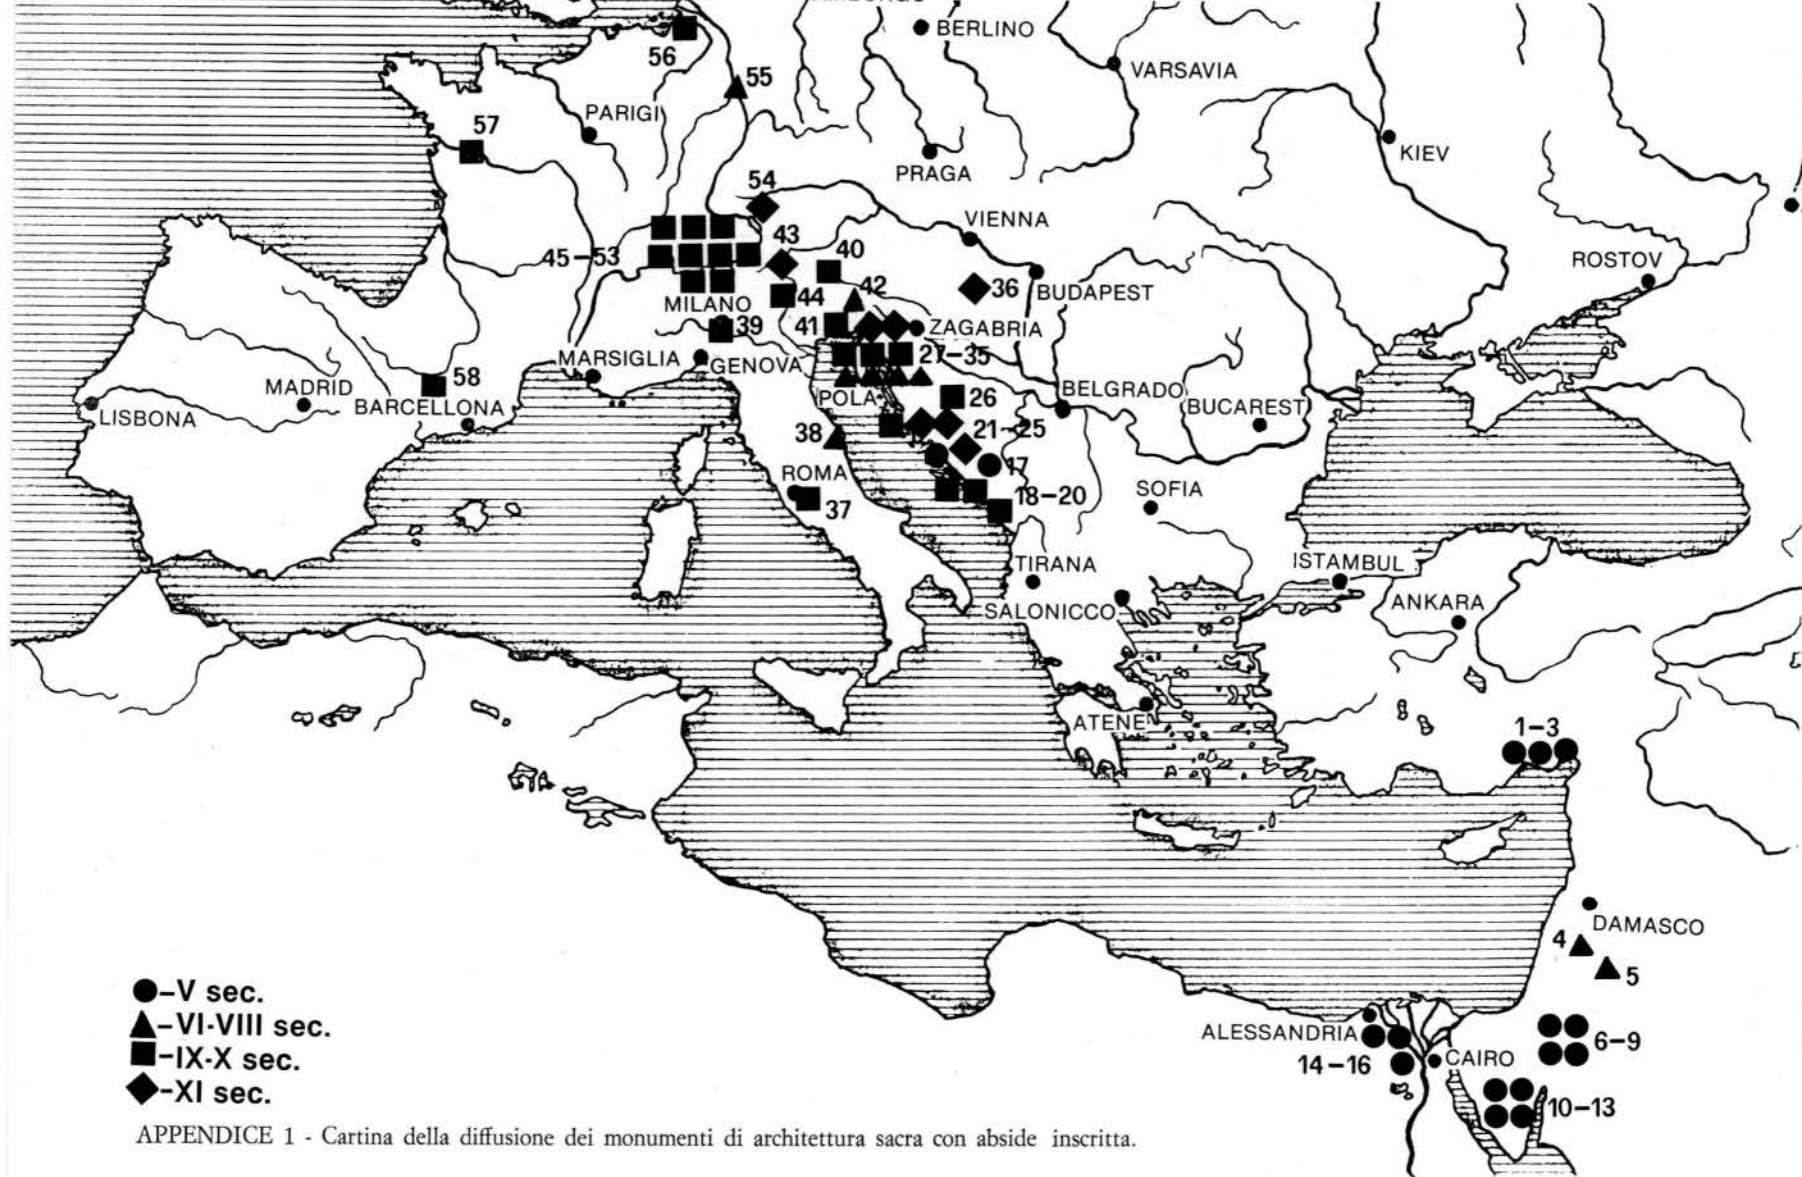 BERLINO
56
VARSAVIA
55
PARIGI
57
KIEV
PRAGA
54
VIENNA
43
40
45-53
ROSTOV
42
36
BUDAPEST
44
MILANO
39
41
ZAGABRIA
MARSIGLIA
GENOVA
27-35
MADRID
58
BELGRADO
POLA
26
BARCELLONA
BUCAREST
LISBONA
38
21-25
17
ROMA
SOFIA
18-20
37
TIRANA
ISTAMBUL
SALONICCO
ANKARA
ATENE
1-3
DAMASCO
4
5
●-V sec.
▲-VI-VIII sec.
■-IX-X sec.
◆-XI sec.
ALESSANDRIA
6-9
14-16
CAIRO
10-13
APPENDICE 1 - Cartina della diffusione dei monumenti di architettura sacra con abside inscritta.